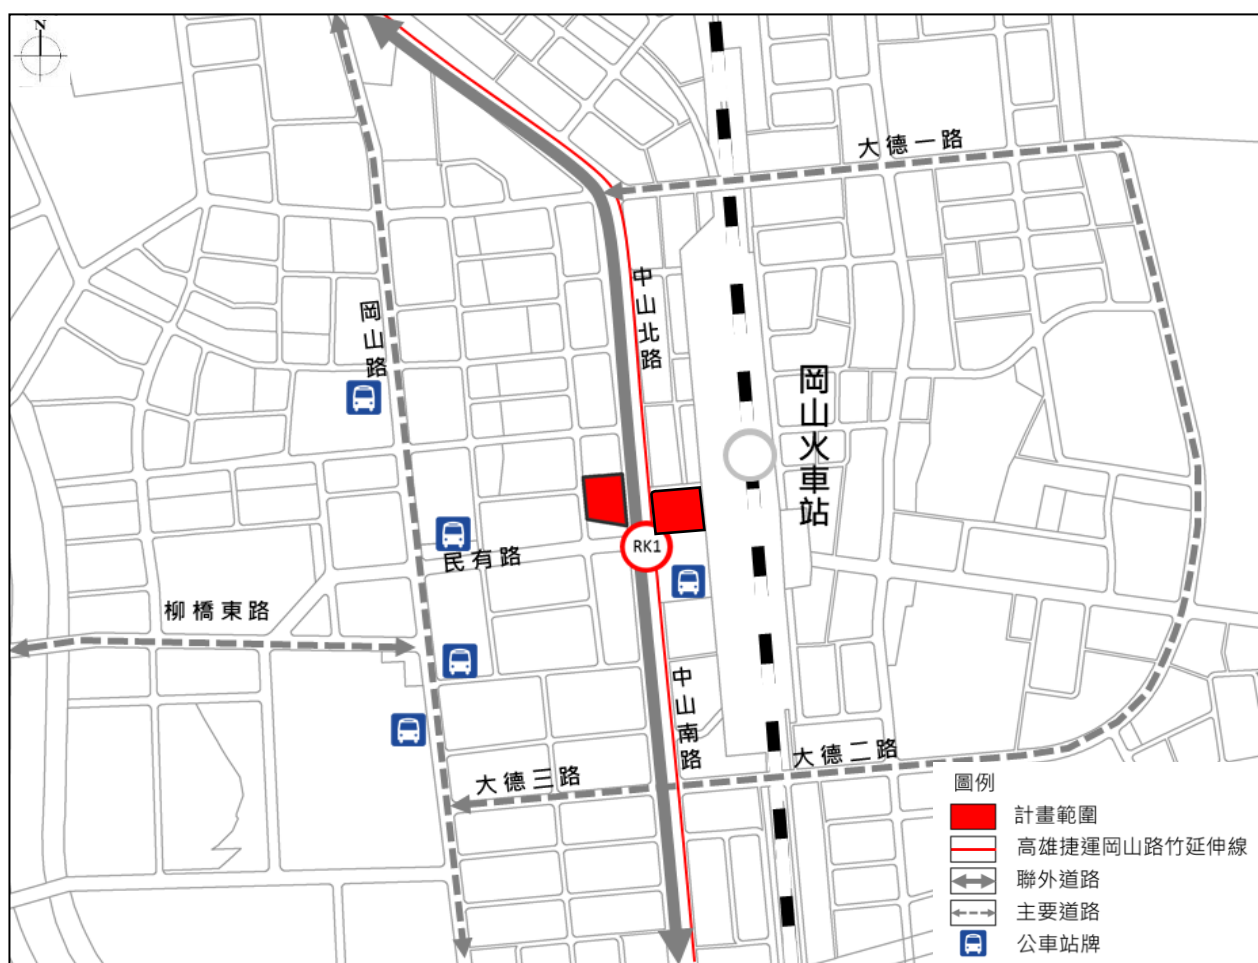 N
大德一路
中山北路
岡山路
岡山火車站
RK1
民有路
柳橋東路
中山南路
大德二路
大德三路
圖例
計畫範圍
高雄捷運岡山路竹延伸線
聯外道路
主要道路
公車站牌